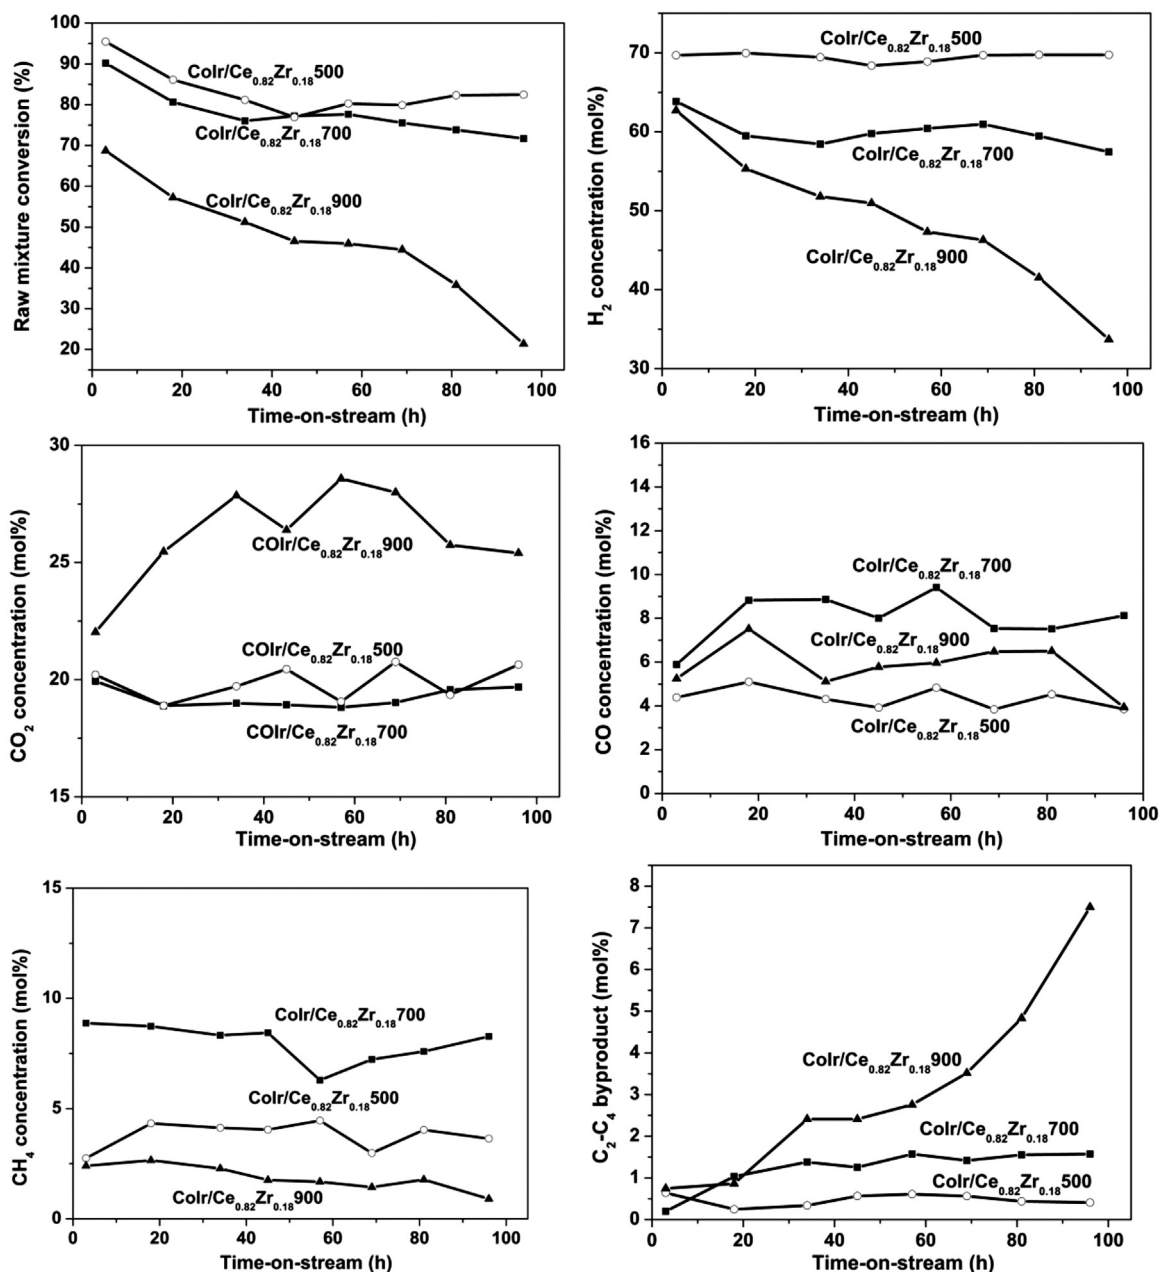 100
90
80
70
60
50
40
30
20
Raw mixture conversion (%)
CoIr/Ce0.82Zr0.18500
CoIr/Ce0.82Zr0.18700
CoIr/Ce0.82Zr0.18900
0 20 40 60 80 100
Time-on-stream (h)
70
60
50
40
30
H2 concentration (mol%)
CoIr/Ce0.82Zr0.18500
CoIr/Ce0.82Zr0.18700
CoIr/Ce0.82Zr0.18900
0 20 40 60 80 100
Time-on-stream (h)
30
25
20
15
CO2 concentration (mol%)
COIr/Ce0.82Zr0.18900
COIr/Ce0.82Zr0.18500
COIr/Ce0.82Zr0.18700
0 20 40 60 80 100
Time-on-stream (h)
16
14
12
10
8
6
4
2
0
CO concentration (mol%)
CoIr/Ce0.82Zr0.18700
CoIr/Ce0.82Zr0.18900
CoIr/Ce0.82Zr0.18500
0 20 40 60 80 100
Time-on-stream (h)
15
10
5
0
CH4 concentration (mol%)
CoIr/Ce0.82Zr0.18700
CoIr/Ce0.82Zr0.18500
CoIr/Ce0.82Zr0.18900
0 20 40 60 80 100
Time-on-stream (h)
8
7
6
5
4
3
2
1
0
C2-C4 byproduct (mol%)
CoIr/Ce0.82Zr0.18900
CoIr/Ce0.82Zr0.18700
CoIr/Ce0.82Zr0.18500
0 20 40 60 80 100
Time-on-stream (h)